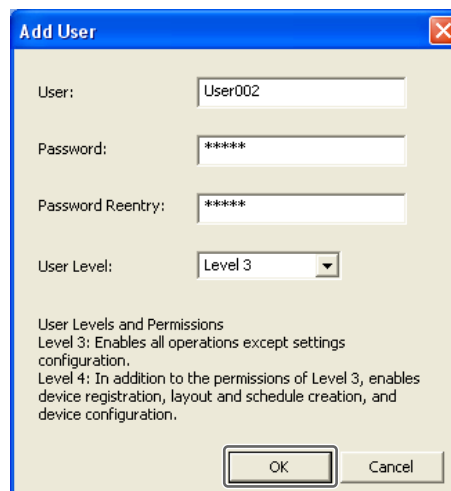 Add User
User: User002
Password: *****
Password Reentry: *****
User Level: Level 3
User Levels and Permissions
Level 3: Enables all operations except settings
configuration.
Level 4: In addition to the permissions of Level 3, enables
device registration, layout and schedule creation, and
device configuration.
OK Cancel